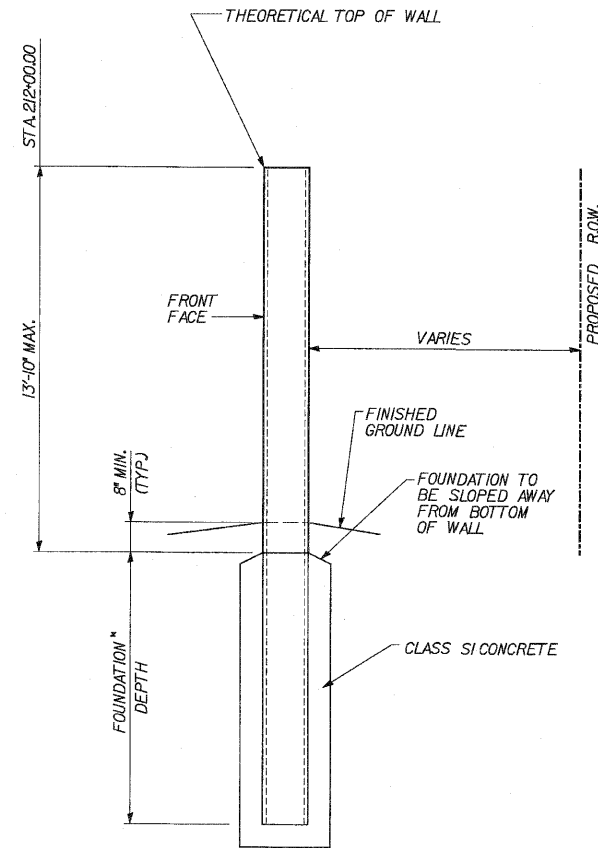 THEORETICAL TOP OF WALL
STA. 212+00.00
13'-10" MAX.
FRONT
FACE
VARIES
PROPOSED R.O.W.
8" MIN.
(TYP.)
FINISHED
GROUND LINE
FOUNDATION TO
BE SLOPED AWAY
FROM BOTTOM
OF WALL
FOUNDATION*
DEPTH
CLASS SI CONCRETE